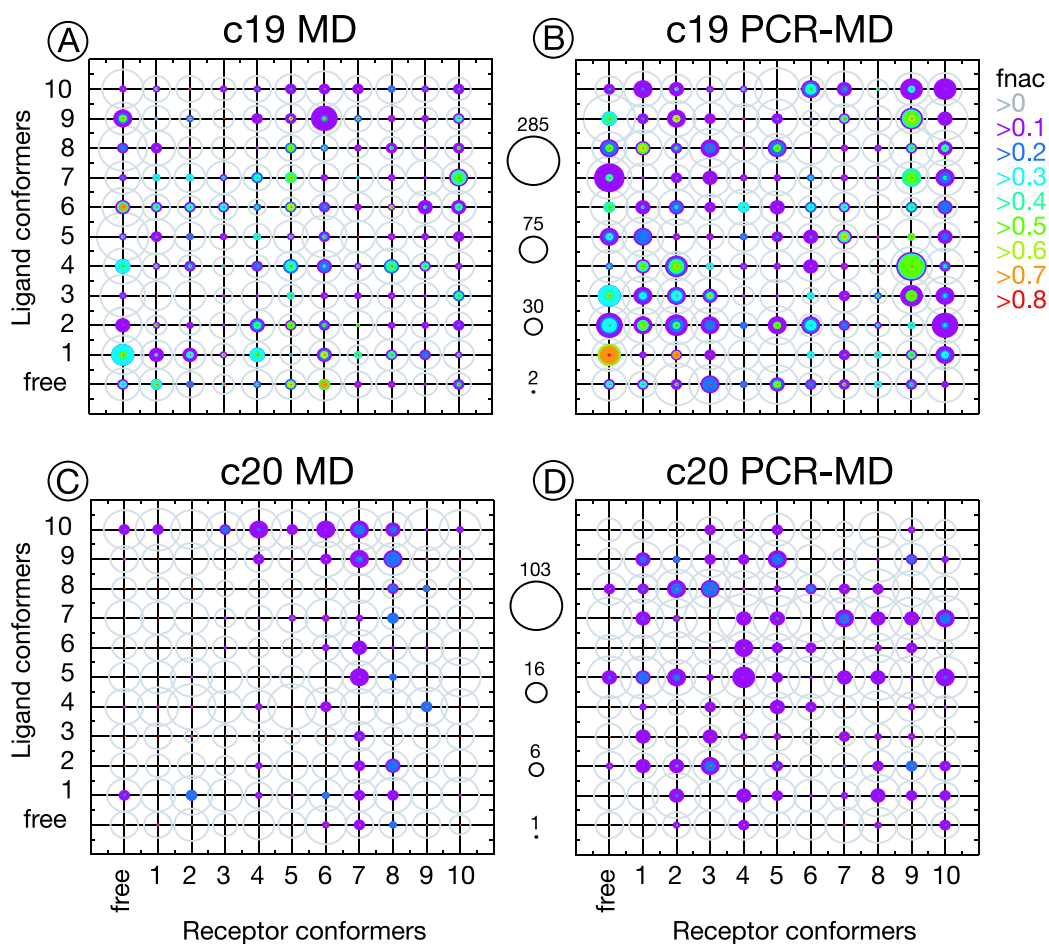 A c19 MD
B c19 PCR-MD
Ligand conformers
10
9
8
7
6
5
4
3
2
1
free
285
75
30
2
fnac
>0
>0.1
>0.2
>0.3
>0.4
>0.5
>0.6
>0.7
>0.8
C c20 MD
D c20 PCR-MD
Ligand conformers
10
9
8
7
6
5
4
3
2
1
free
103
16
6
1
free 1 2 3 4 5 6 7 8 9 10
free 1 2 3 4 5 6 7 8 9 10
Receptor conformers
Receptor conformers